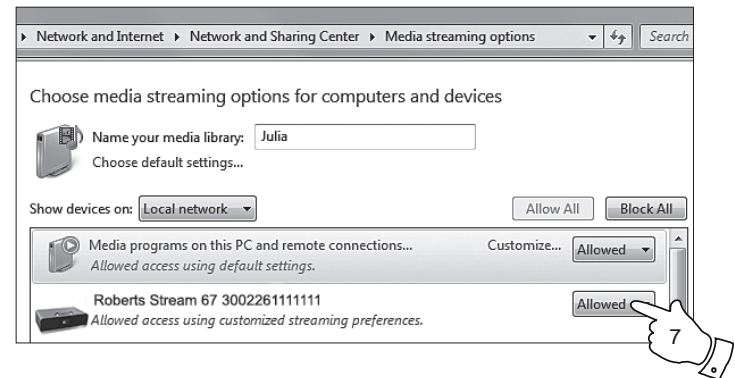 Network and Internet ▸ Network and Sharing Center ▸ Media streaming options Search
Choose media streaming options for computers and devices
Name your media library: Julia
Choose default settings...
Show devices on: Local network Allow All Block All
Media programs on this PC and remote connections... Customize... Allowed
Allowed access using default settings.
Roberts Stream 67 3002261111111 Allowed
Allowed access using customized streaming preferences.
7